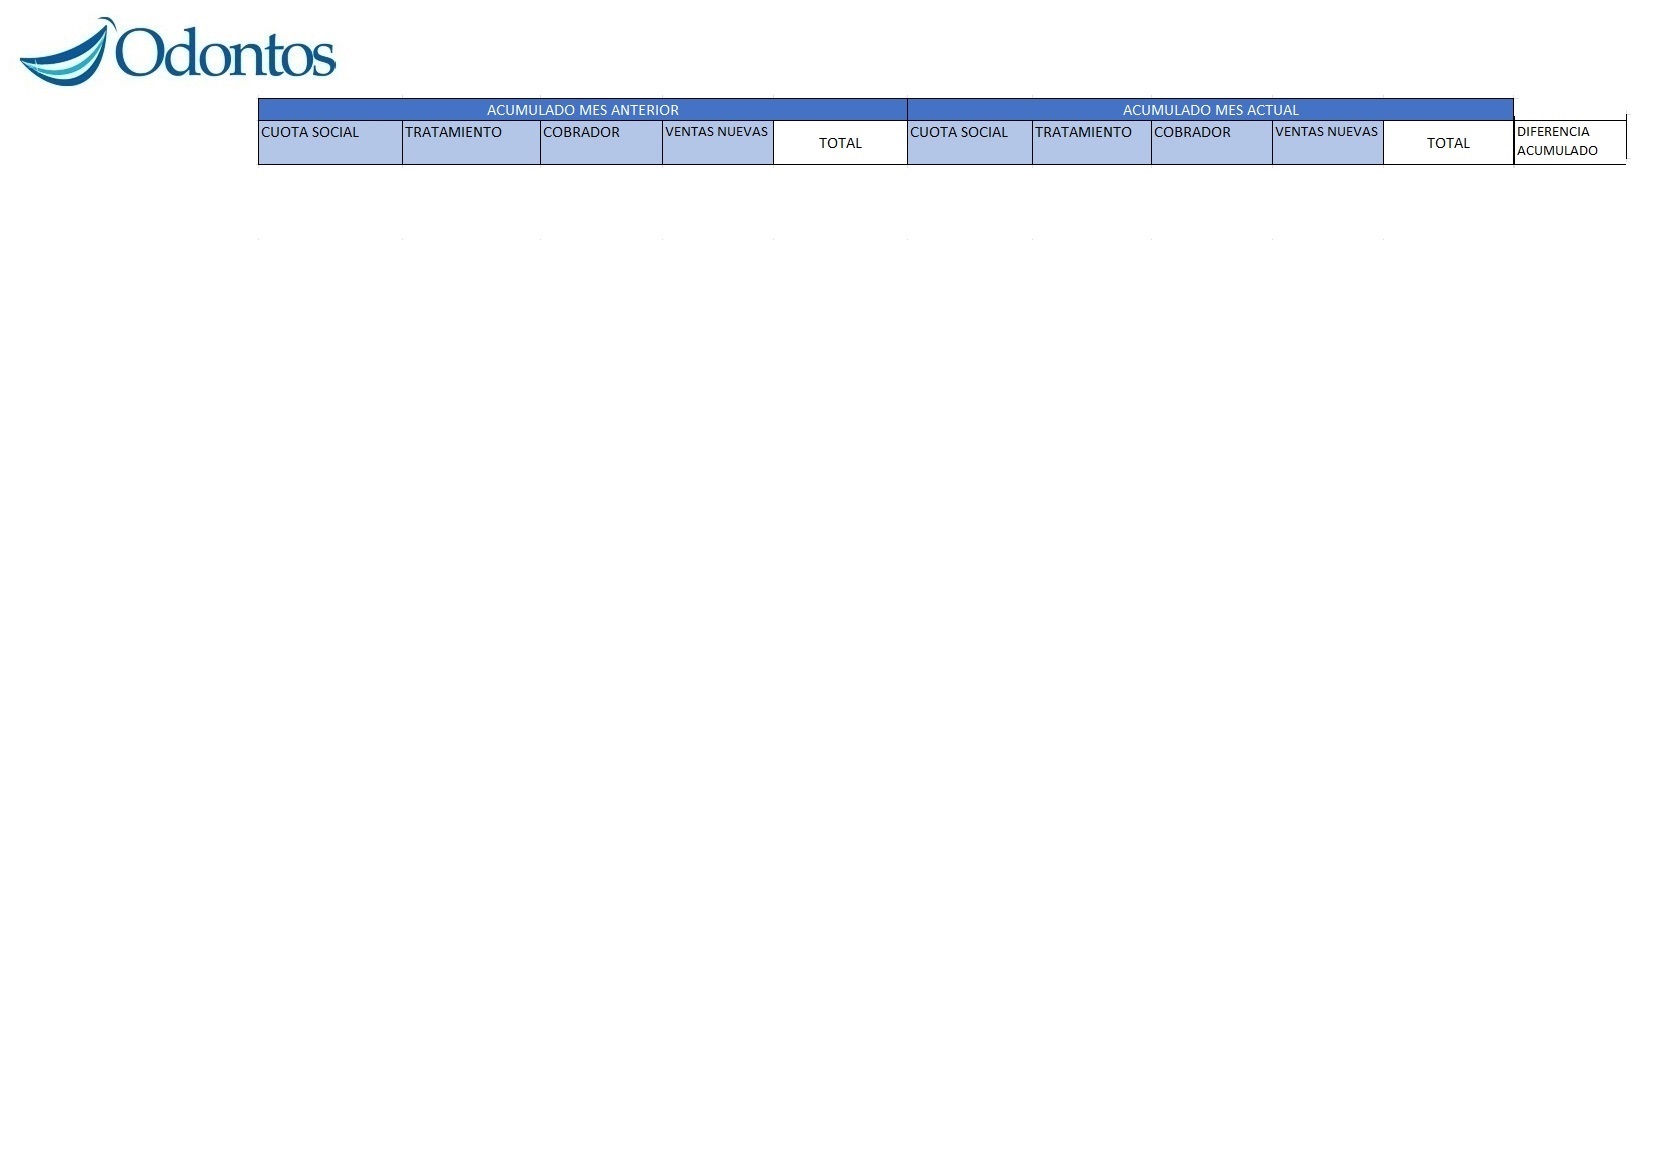 Odontos
ACUMULADO MES ANTERIOR ACUMULADO MES ACTUAL
CUOTA SOCIAL TRATAMIENTO COBRADOR VENTAS NUEVAS TOTAL CUOTA SOCIAL TRATAMIENTO COBRADOR VENTAS NUEVAS TOTAL DIFERENCIA
ACUMULADO